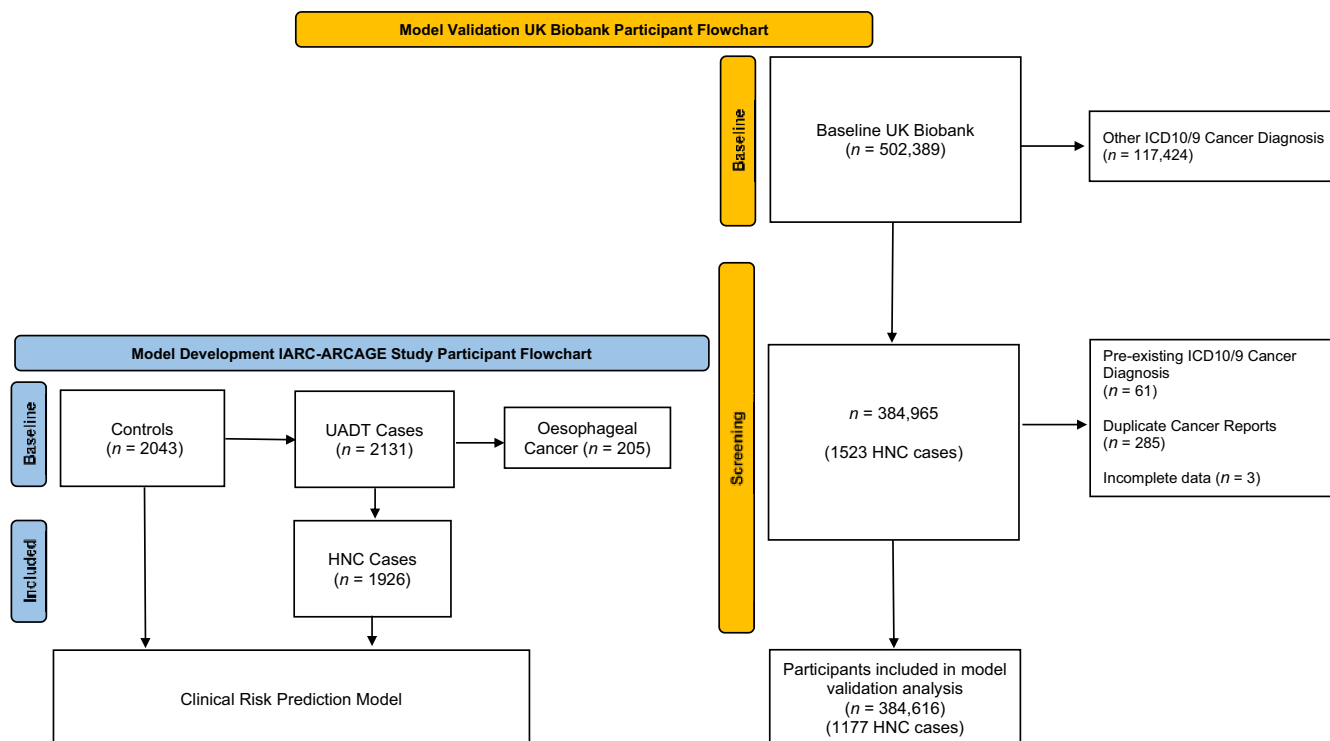 Model Validation UK Biobank Participant Flowchart
Baseline
Baseline UK Biobank
(n = 502,389)
Other ICD10/9 Cancer Diagnosis
(n = 117,424)
Screening
n = 384,965
(1523 HNC cases)
Pre-existing ICD10/9 Cancer
Diagnosis
(n = 61)
Duplicate Cancer Reports
(n = 285)
Incomplete data (n = 3)
Participants included in model
validation analysis
(n = 384,616)
(1177 HNC cases)
Model Development IARC-ARCAGE Study Participant Flowchart
Baseline
Controls
(n = 2043)
UADT Cases
(n = 2131)
Oesophageal
Cancer (n = 205)
Included
HNC Cases
(n = 1926)
Clinical Risk Prediction Model